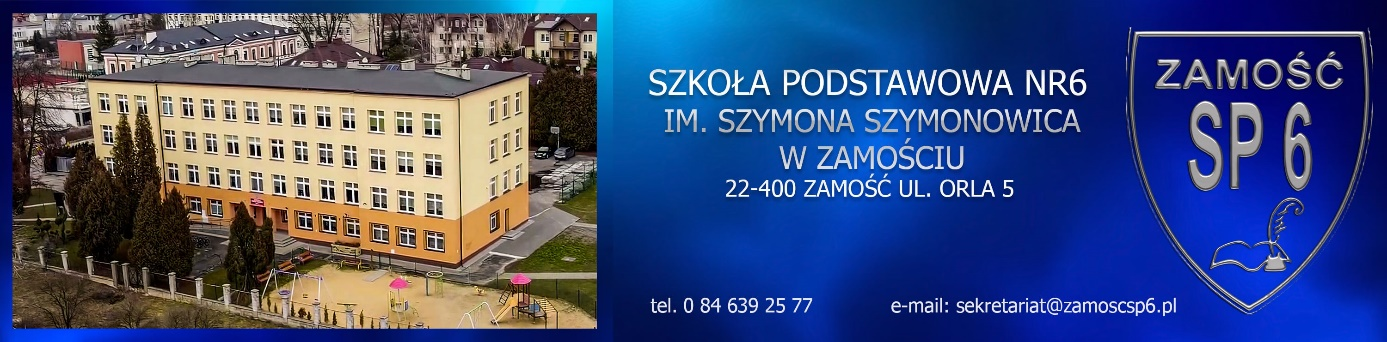 SZKOŁA PODSTAWOWA NR6
IM. SZYMONA SZYMONOWICA
W ZAMOŚCIU
22-400 ZAMOŚĆ UL. ORLA 5
tel. 0 84 639 25 77
e-mail: sekretariat@zamoscsp6.pl
ZAMOŚĆ
SP 6